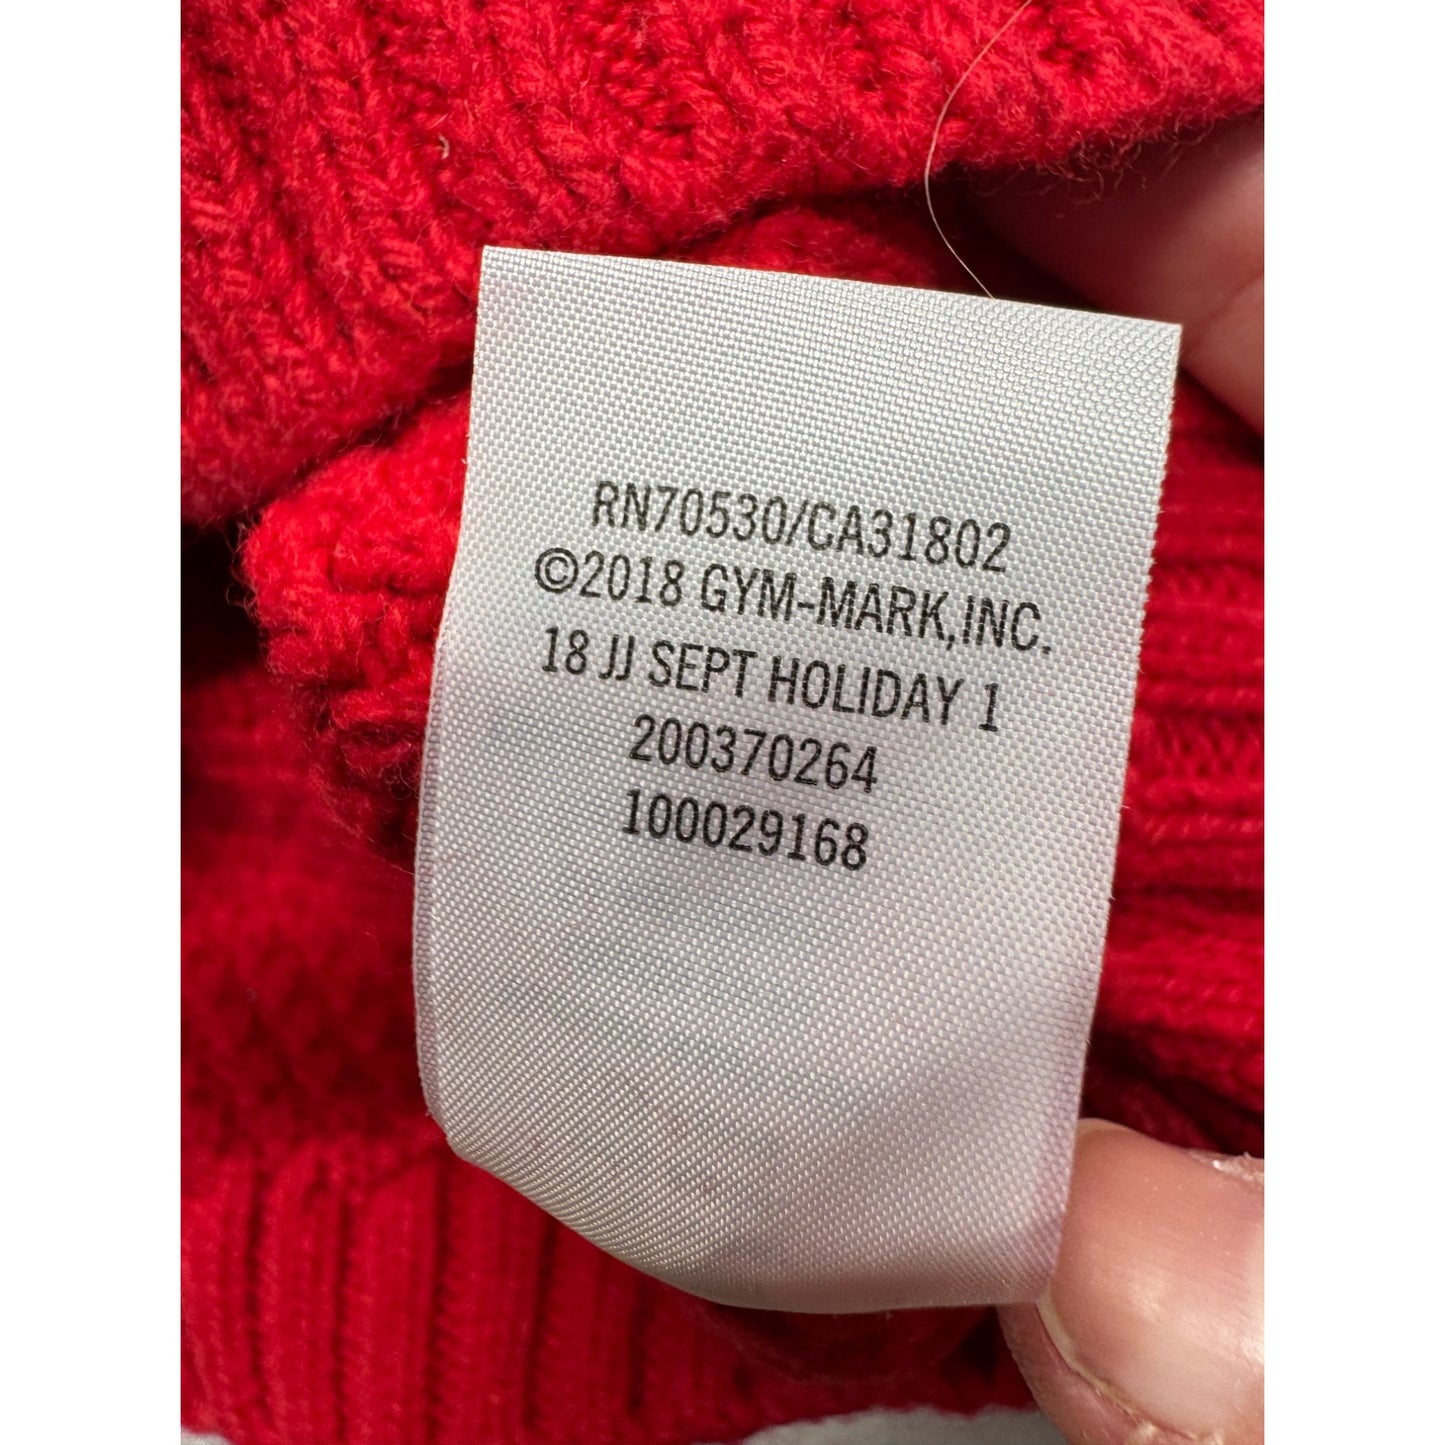 RN70530/CA31802
©2018 GYM-MARK,INC.
18 JJ SEPT HOLIDAY 1
200370264
100029168